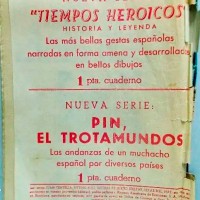 "TIEMPOS HEROICOS"
HISTORIA Y LEYENDA
Las más bellas gestas españolas
narradas en forma amena y desarrolladas
en bellos dibujos
1 pta. cuaderno
NUEVA SERIE:
PIN,
EL TROTAMUNDOS
Las andanzas de un muchacho
español por diversos países
1 pta. cuaderno